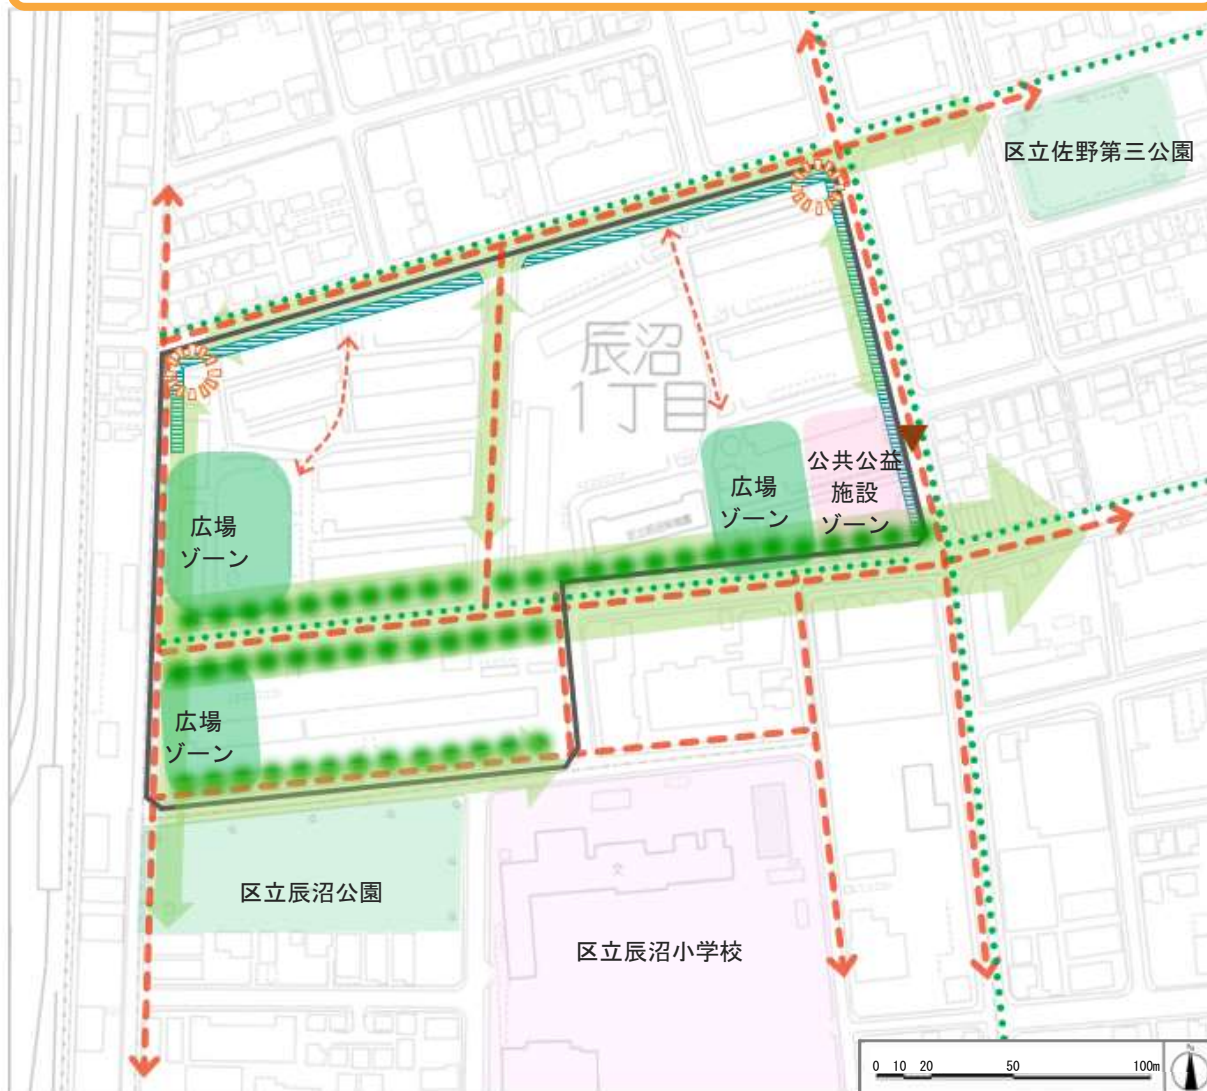 区立佐野第三公園
辰沼
1丁目
公共公益
施設
ゾーン
広場
ゾーン
広場
ゾーン
広場
ゾーン
区立辰沼公園
区立辰沼小学校
0 10 20 50 100m